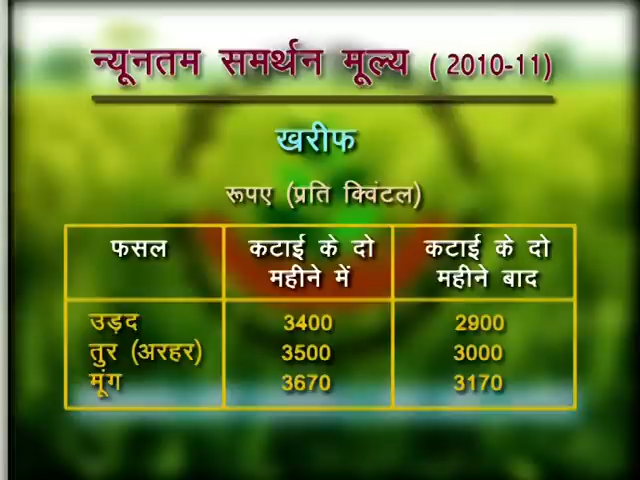 न्यूनतम समर्थन मूल्य ( 2010-11)
खरीफ
रूपए (प्रति क्विंटल)
फसल कटाई के दो महीने में कटाई के दो महीने बाद
उड़द 3400 2900
तुर (अरहर) 3500 3000
मूंग 3670 3170